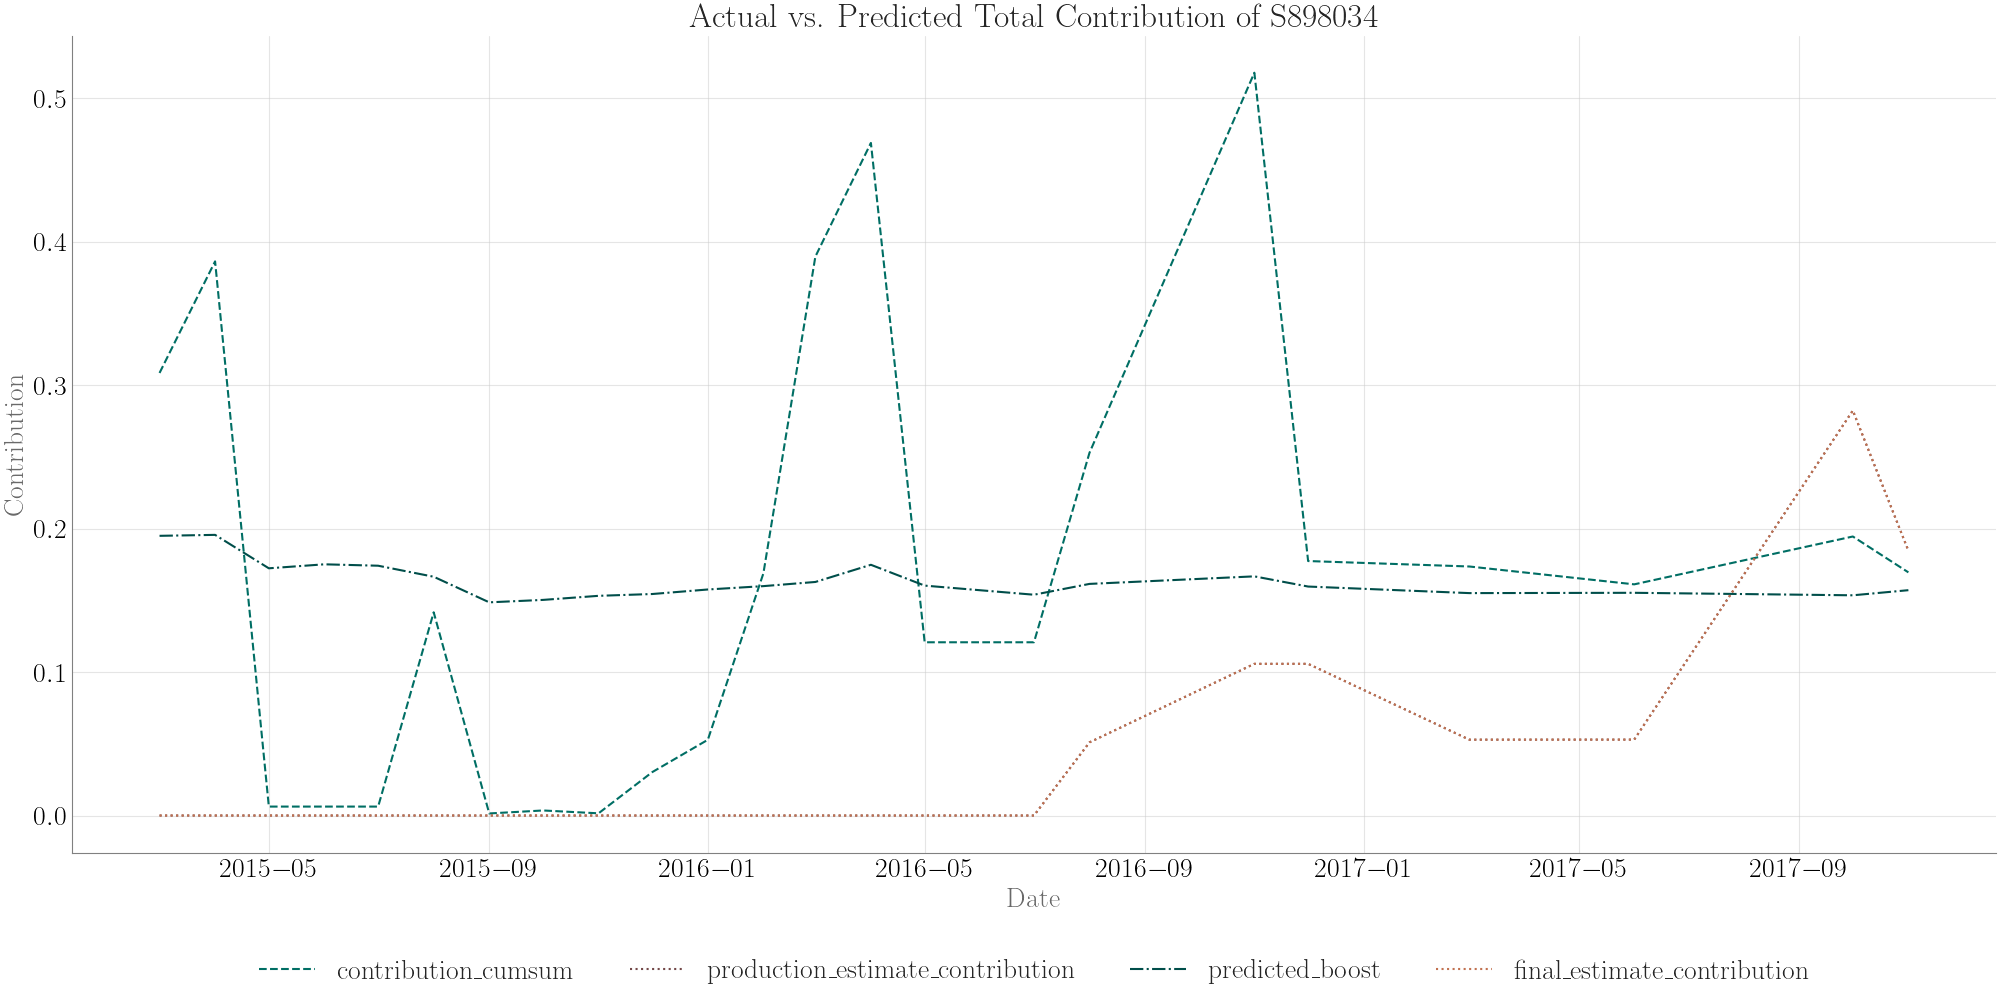 Actual vs. Predicted Total Contribution of S898034
Contribution
0.5
0.4
0.3
0.2
0.1
0.0
2015−05 2015−09 2016−01 2016−05 2016−09 2017−01 2017−05 2017−09
Date
contribution_cumsum production_estimate_contribution predicted_boost final_estimate_contribution